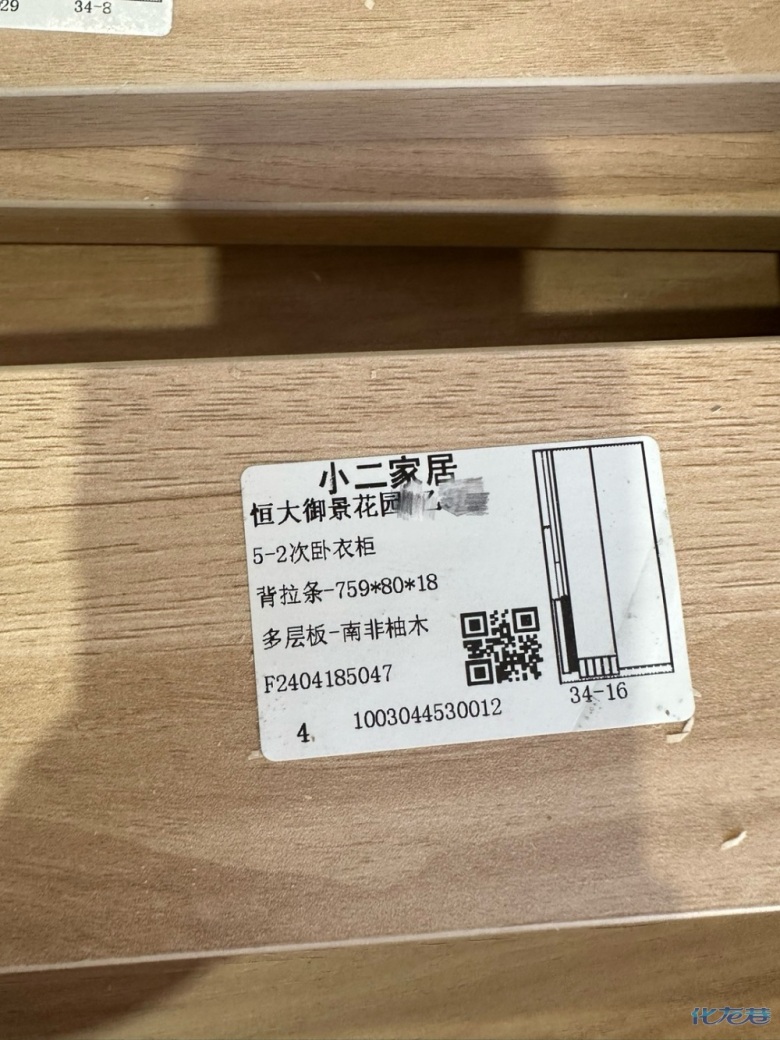 29 34-8
小二家居
恒大御景花园
5-2次卧衣柜
背拉条-759*80*18
多层板-南非柚木
F2404185047
4 1003044530012
34-16
化龙巷